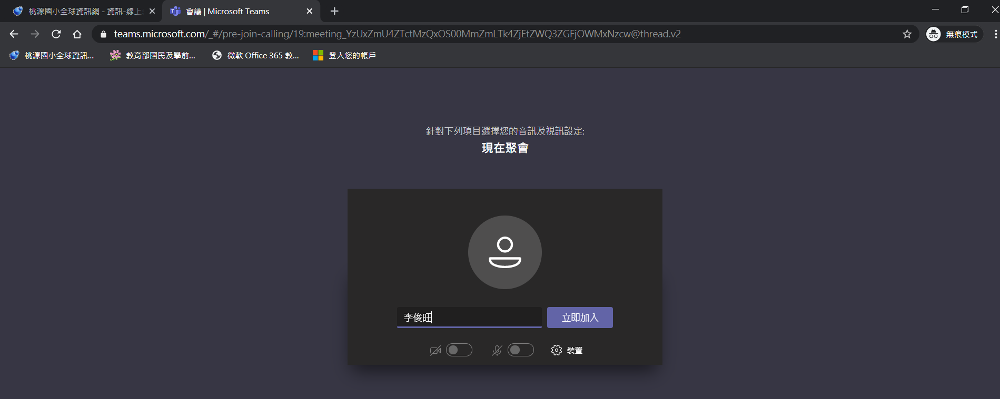 桃源國小全球資訊網 - 資訊-線上
會議 | Microsoft Teams
teams.microsoft.com/_#/pre-join-calling/19:meeting_YzUxZmU4ZTctMzQxOS00MmZmLTk4ZjEtZWQ3ZGFjOWMxNzcw@thread.v2
無痕模式
桃源國小全球資訊...
教育部國民及學前...
微軟 Office 365 教...
登入您的帳戶
針對下列項目選擇您的音訊及視訊設定:
現在聚會
李俊旺
立即加入
裝置